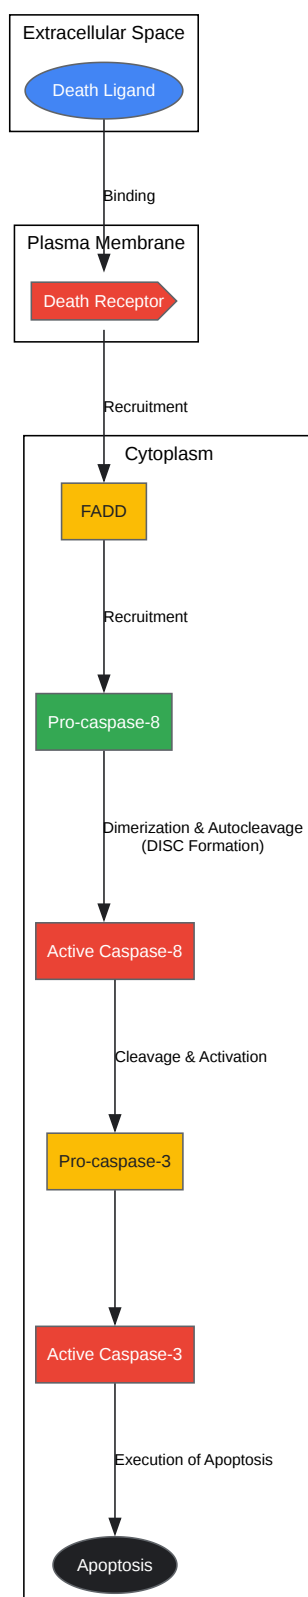 Extracellular Space
Death Ligand
Binding
Plasma Membrane
Death Receptor
Recruitment
Cytoplasm
FADD
Recruitment
Pro-caspase-8
Dimerization & Autocleavage
(DISC Formation)
Active Caspase-8
Cleavage & Activation
Pro-caspase-3
Active Caspase-3
Execution of Apoptosis
Apoptosis